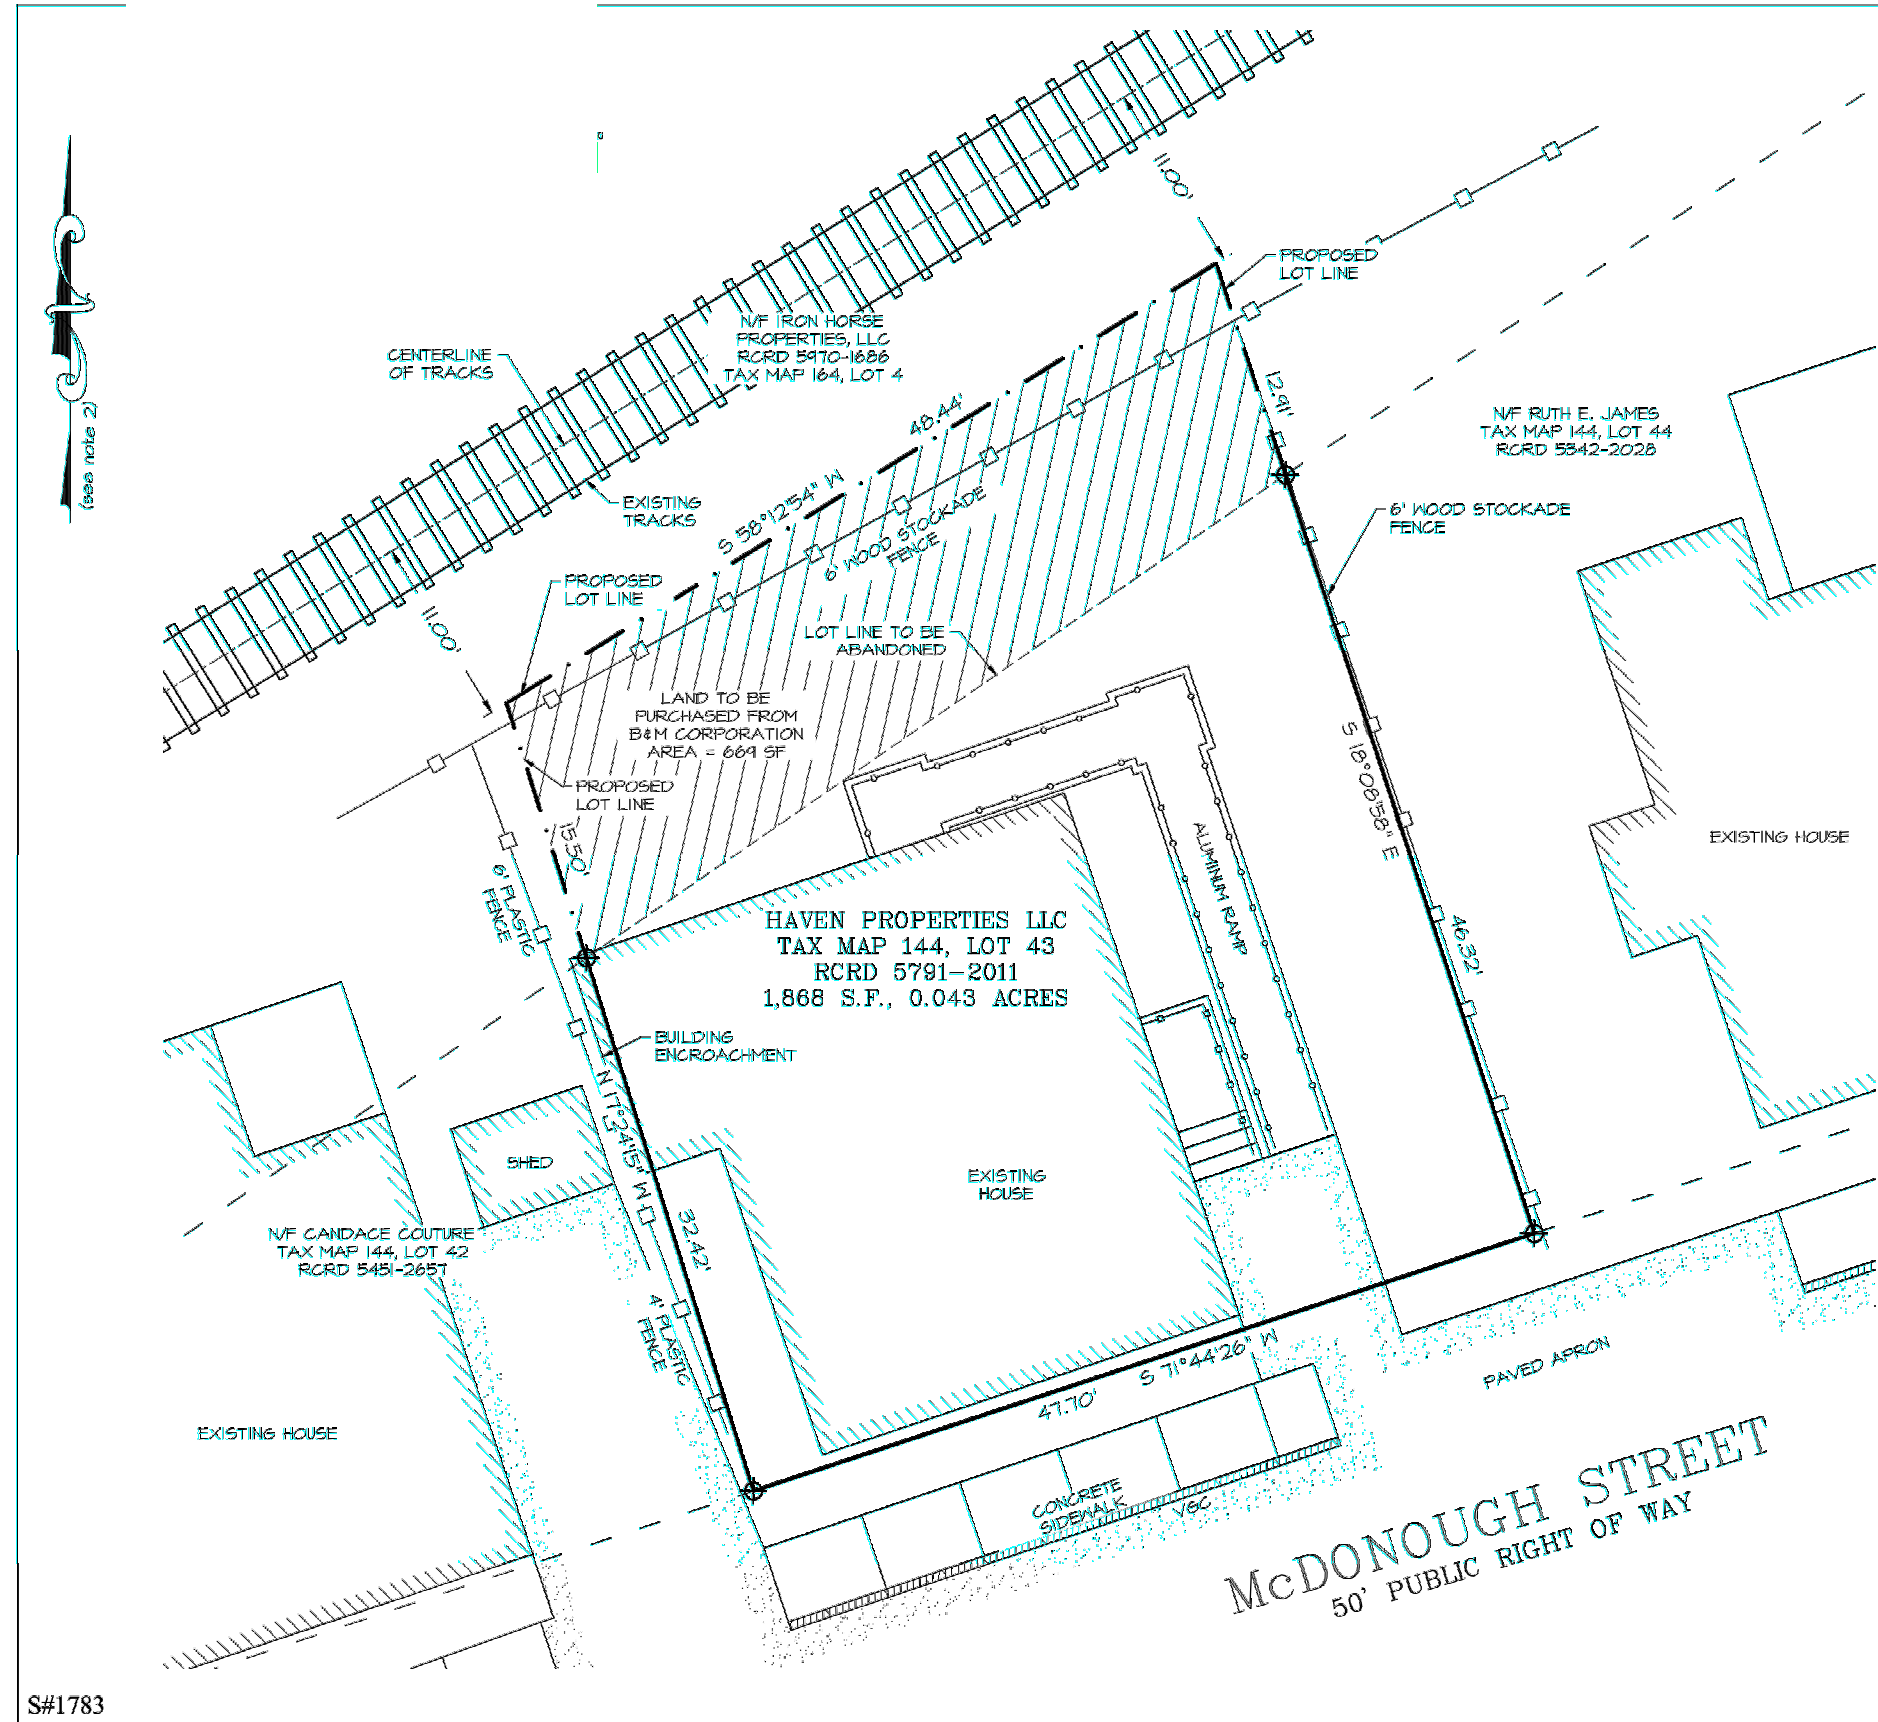 11.00'
PROPOSED
LOT LINE
N/F IRON HORSE
PROPERTIES, LLC
RCRD 5970-1686
TAX MAP 164, LOT 4
CENTERLINE
OF TRACKS
(see note 2)
12.91'
48.44'
N/F RUTH E. JAMES
TAX MAP 144, LOT 44
RCRD 5342-2028
S 58°12'54" W
EXISTING
TRACKS
6' WOOD STOCKADE
FENCE
6' WOOD STOCKADE
FENCE
PROPOSED
LOT LINE
11.00'
LOT LINE TO BE
ABANDONED
LAND TO BE
PURCHASED FROM
B&M CORPORATION
AREA = 669 SF
S 18°08'58" E
PROPOSED
LOT LINE
15.50'
ALUMINUM RAMP
EXISTING HOUSE
6' PLASTIC
FENCE
HAVEN PROPERTIES LLC
TAX MAP 144, LOT 43
RCRD 5791-2011
1,868 S.F., 0.043 ACRES
46.32'
BUILDING
ENCROACHMENT
N 17°24'15" W
SHED
EXISTING
HOUSE
N/F CANDACE COUTURE
TAX MAP 144, LOT 42
RCRD 5451-2657
32.42'
4' PLASTIC
FENCE
S 71°44'26" W
47.70'
PAVED APRON
EXISTING HOUSE
CONCRETE
SIDEWALK
VGC
McDONOUGH STREET
50' PUBLIC RIGHT OF WAY
S#1783